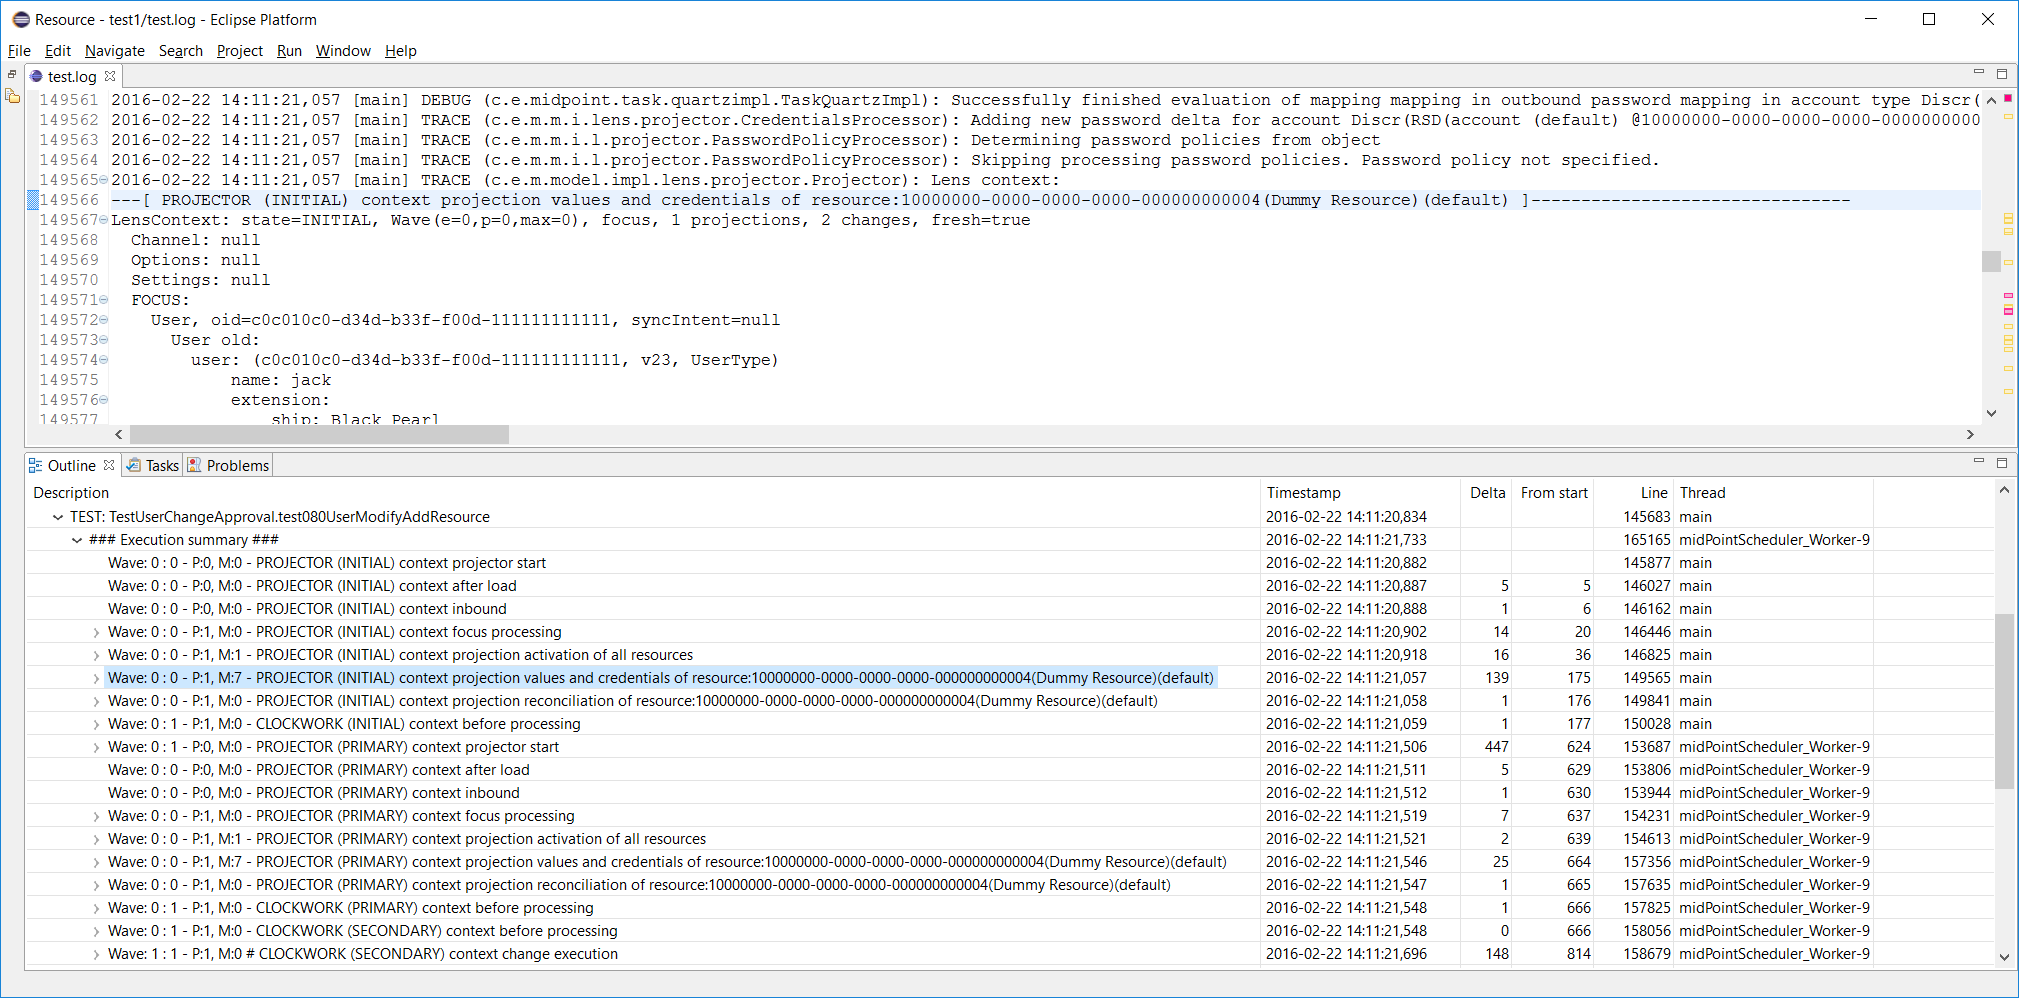 Resource - test1/test.log - Eclipse Platform
File Edit Navigate Search Project Run Window Help
test.log
149561 2016-02-22 14:11:21,057 [main] DEBUG (c.e.midpoint.task.quartzimpl.TaskQuartzImpl): Successfully finished evaluation of mapping mapping in outbound password mapping in account type Discr(
149562 2016-02-22 14:11:21,057 [main] TRACE (c.e.m.m.i.lens.projector.CredentialsProcessor): Adding new password delta for account Discr(RSD(account (default) @10000000-0000-0000-0000-0000000000
149563 2016-02-22 14:11:21,057 [main] TRACE (c.e.m.m.i.l.projector.PasswordPolicyProcessor): Determining password policies from object
149564 2016-02-22 14:11:21,057 [main] TRACE (c.e.m.m.i.l.projector.PasswordPolicyProcessor): Skipping processing password policies. Password policy not specified.
149565 2016-02-22 14:11:21,057 [main] TRACE (c.e.m.model.impl.lens.projector.Projector): Lens context:
149566 ---[ PROJECTOR (INITIAL) context projection values and credentials of resource:10000000-0000-0000-0000-000000000004(Dummy Resource)(default) ]--------------------------------
149567 LensContext: state=INITIAL, Wave(e=0,p=0,max=0), focus, 1 projections, 2 changes, fresh=true
149568 Channel: null
149569 Options: null
149570 Settings: null
149571 FOCUS:
149572 User, oid=c0c010c0-d34d-b33f-f00d-111111111111, syncIntent=null
149573 User old:
149574 user: (c0c010c0-d34d-b33f-f00d-111111111111, v23, UserType)
149575 name: jack
149576 extension:
149577 ship: Black Pearl
Outline Tasks Problems
Description Timestamp Delta From start Line Thread
TEST: TestUserChangeApproval.test080UserModifyAddResource 2016-02-22 14:11:20,834 145683 main
### Execution summary ### 2016-02-22 14:11:21,733 165165 midPointScheduler_Worker-9
Wave: 0 : 0 - P:0, M:0 - PROJECTOR (INITIAL) context projector start 2016-02-22 14:11:20,882 145877 main
Wave: 0 : 0 - P:0, M:0 - PROJECTOR (INITIAL) context after load 2016-02-22 14:11:20,887 5 5 146027 main
Wave: 0 : 0 - P:0, M:0 - PROJECTOR (INITIAL) context inbound 2016-02-22 14:11:20,888 1 6 146162 main
Wave: 0 : 0 - P:1, M:0 - PROJECTOR (INITIAL) context focus processing 2016-02-22 14:11:20,902 14 20 146446 main
Wave: 0 : 0 - P:1, M:1 - PROJECTOR (INITIAL) context projection activation of all resources 2016-02-22 14:11:20,918 16 36 146825 main
Wave: 0 : 0 - P:1, M:7 - PROJECTOR (INITIAL) context projection values and credentials of resource:10000000-0000-0000-0000-000000000004(Dummy Resource)(default) 2016-02-22 14:11:21,057 139 175 149565 main
Wave: 0 : 0 - P:1, M:0 - PROJECTOR (INITIAL) context projection reconciliation of resource:10000000-0000-0000-0000-000000000004(Dummy Resource)(default) 2016-02-22 14:11:21,058 1 176 149841 main
Wave: 0 : 1 - P:1, M:0 - CLOCKWORK (INITIAL) context before processing 2016-02-22 14:11:21,059 1 177 150028 main
Wave: 0 : 1 - P:0, M:0 - PROJECTOR (PRIMARY) context projector start 2016-02-22 14:11:21,506 447 624 153687 midPointScheduler_Worker-9
Wave: 0 : 0 - P:0, M:0 - PROJECTOR (PRIMARY) context after load 2016-02-22 14:11:21,511 5 629 153806 midPointScheduler_Worker-9
Wave: 0 : 0 - P:0, M:0 - PROJECTOR (PRIMARY) context inbound 2016-02-22 14:11:21,512 1 630 153944 midPointScheduler_Worker-9
Wave: 0 : 0 - P:1, M:0 - PROJECTOR (PRIMARY) context focus processing 2016-02-22 14:11:21,519 7 637 154231 midPointScheduler_Worker-9
Wave: 0 : 0 - P:1, M:1 - PROJECTOR (PRIMARY) context projection activation of all resources 2016-02-22 14:11:21,521 2 639 154613 midPointScheduler_Worker-9
Wave: 0 : 0 - P:1, M:7 - PROJECTOR (PRIMARY) context projection values and credentials of resource:10000000-0000-0000-0000-000000000004(Dummy Resource)(default) 2016-02-22 14:11:21,546 25 664 157356 midPointScheduler_Worker-9
Wave: 0 : 0 - P:1, M:0 - PROJECTOR (PRIMARY) context projection reconciliation of resource:10000000-0000-0000-0000-000000000004(Dummy Resource)(default) 2016-02-22 14:11:21,547 1 665 157635 midPointScheduler_Worker-9
Wave: 0 : 1 - P:1, M:0 - CLOCKWORK (PRIMARY) context before processing 2016-02-22 14:11:21,548 1 666 157825 midPointScheduler_Worker-9
Wave: 0 : 1 - P:1, M:0 - CLOCKWORK (SECONDARY) context before processing 2016-02-22 14:11:21,548 0 666 158056 midPointScheduler_Worker-9
Wave: 1 : 1 - P:1, M:0 # CLOCKWORK (SECONDARY) context change execution 2016-02-22 14:11:21,696 148 814 158679 midPointScheduler_Worker-9